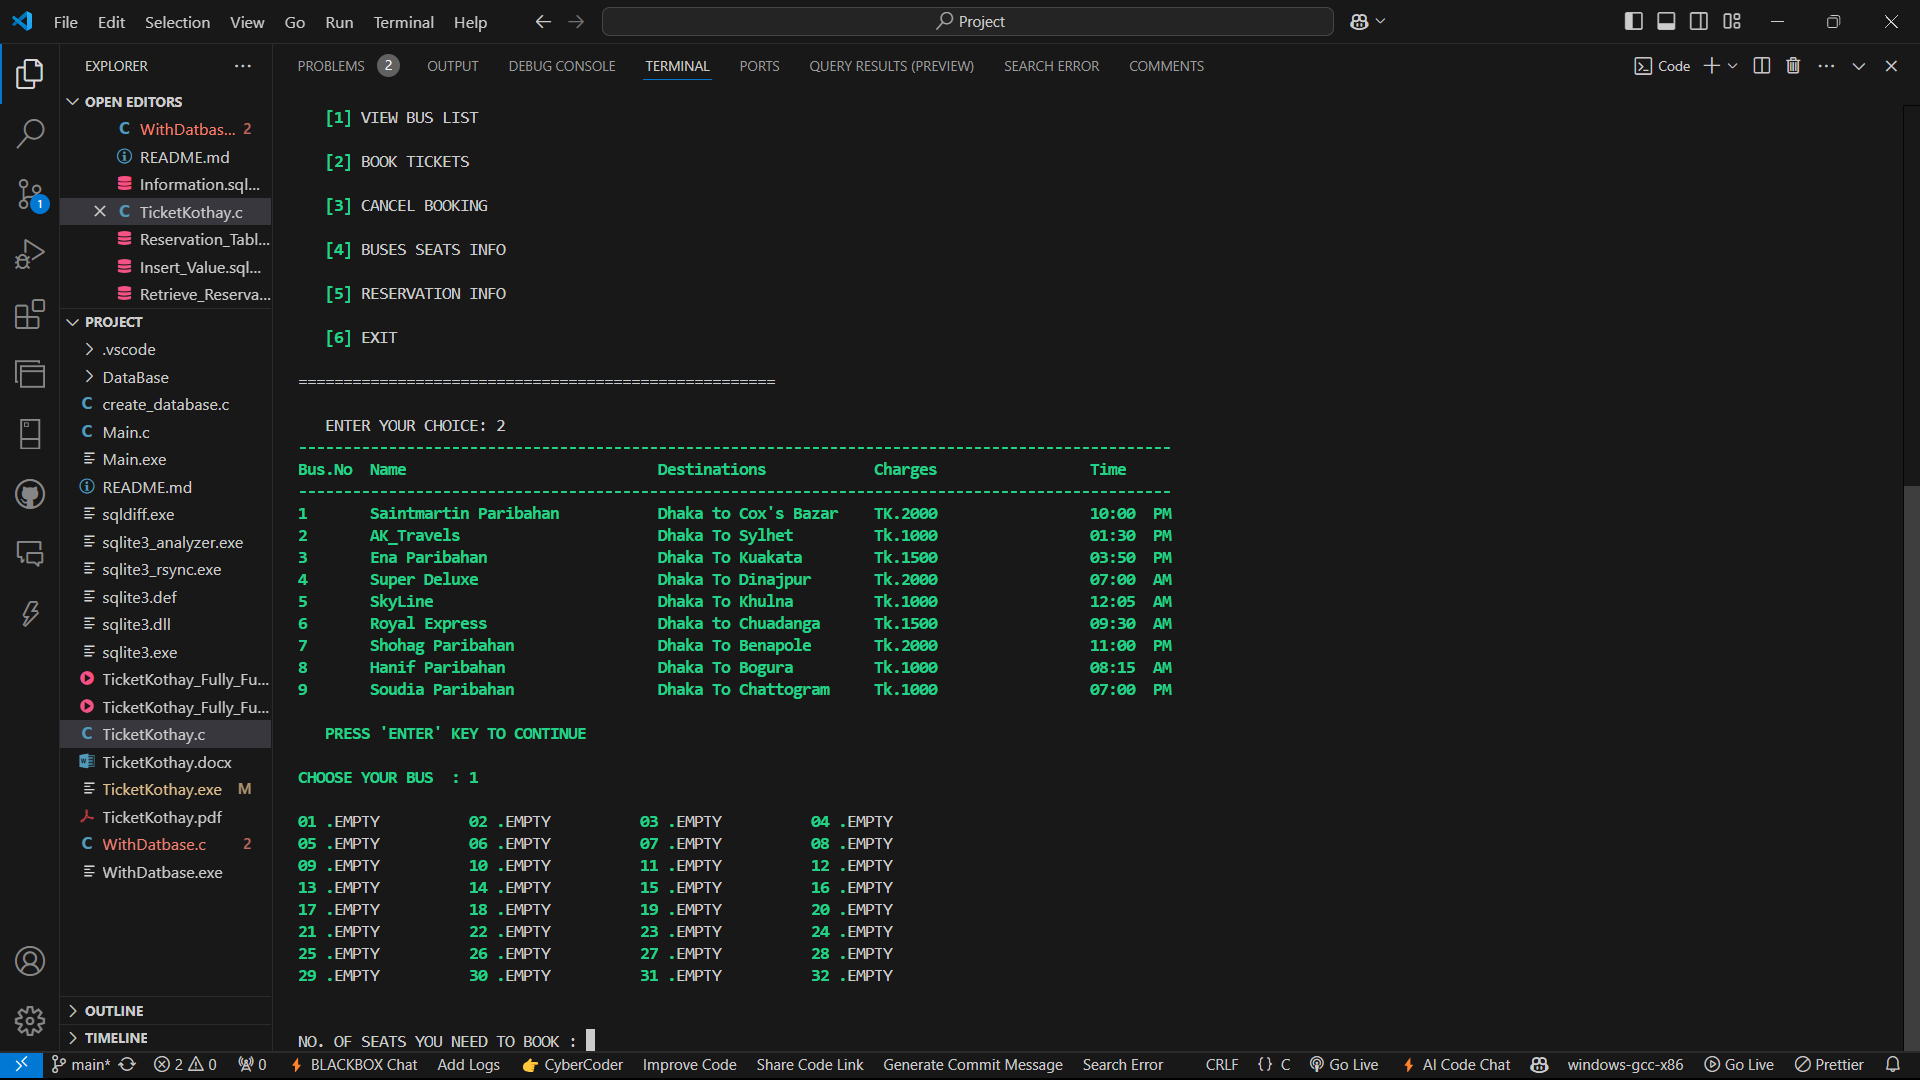 File Edit Selection View Go Run Terminal Help
Project
EXPLORER
OPEN EDITORS
WithDatbas... 2
README.md
Information.sql...
TicketKothay.c
Reservation_Tabl...
Insert_Value.sql...
Retrieve_Reserva...
PROJECT
.vscode
DataBase
create_database.c
Main.c
Main.exe
README.md
sqldiff.exe
sqlite3_analyzer.exe
sqlite3_rsync.exe
sqlite3.def
sqlite3.dll
sqlite3.exe
TicketKothay_Fully_Fu...
TicketKothay_Fully_Fu...
TicketKothay.c
TicketKothay.docx
TicketKothay.exe M
TicketKothay.pdf
WithDatbase.c 2
WithDatbase.exe
OUTLINE
TIMELINE
1
PROBLEMS 2 OUTPUT DEBUG CONSOLE TERMINAL PORTS QUERY RESULTS (PREVIEW) SEARCH ERROR COMMENTS
Code
[1] VIEW BUS LIST
[2] BOOK TICKETS
[3] CANCEL BOOKING
[4] BUSES SEATS INFO
[5] RESERVATION INFO
[6] EXIT
=====================================================
ENTER YOUR CHOICE: 2
-------------------------------------------------------------------------------------------------
Bus.No Name Destinations Charges Time
-------------------------------------------------------------------------------------------------
1 Saintmartin Paribahan Dhaka to Cox's Bazar TK.2000 10:00 PM
2 AK_Travels Dhaka To Sylhet Tk.1000 01:30 PM
3 Ena Paribahan Dhaka To Kuakata Tk.1500 03:50 PM
4 Super Deluxe Dhaka To Dinajpur Tk.2000 07:00 AM
5 SkyLine Dhaka To Khulna Tk.1000 12:05 AM
6 Royal Express Dhaka to Chuadanga Tk.1500 09:30 AM
7 Shohag Paribahan Dhaka To Benapole Tk.2000 11:00 PM
8 Hanif Paribahan Dhaka To Bogura Tk.1000 08:15 AM
9 Soudia Paribahan Dhaka To Chattogram Tk.1000 07:00 PM
PRESS 'ENTER' KEY TO CONTINUE
CHOOSE YOUR BUS : 1
01 .EMPTY 02 .EMPTY 03 .EMPTY 04 .EMPTY
05 .EMPTY 06 .EMPTY 07 .EMPTY 08 .EMPTY
09 .EMPTY 10 .EMPTY 11 .EMPTY 12 .EMPTY
13 .EMPTY 14 .EMPTY 15 .EMPTY 16 .EMPTY
17 .EMPTY 18 .EMPTY 19 .EMPTY 20 .EMPTY
21 .EMPTY 22 .EMPTY 23 .EMPTY 24 .EMPTY
25 .EMPTY 26 .EMPTY 27 .EMPTY 28 .EMPTY
29 .EMPTY 30 .EMPTY 31 .EMPTY 32 .EMPTY
NO. OF SEATS YOU NEED TO BOOK :
main* 2 0 0 BLACKBOX Chat Add Logs CyberCoder Improve Code Share Code Link Generate Commit Message Search Error CRLF {} C Go Live AI Code Chat windows-gcc-x86 Go Live Prettier